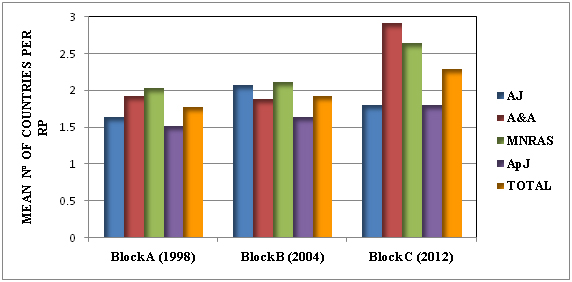 MEAN Nº OF COUNTRIES PER
RP
3
2.5
2
1.5
1
0.5
0
BlockA (1998)
BlockB (2004)
BlockC (2012)
AJ
A&A
MNRAS
ApJ
TOTAL